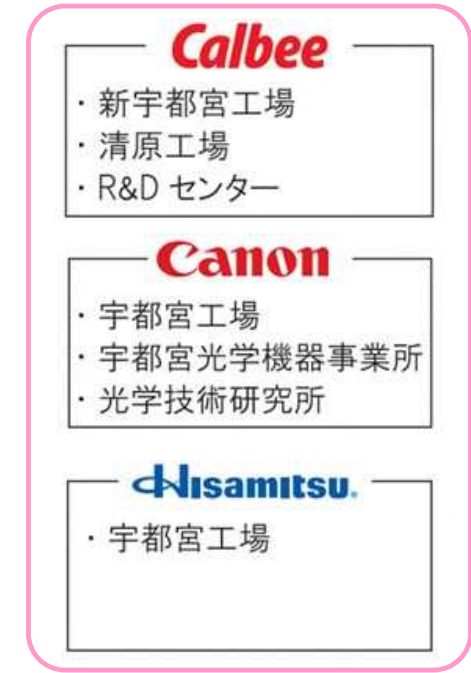 Calbee
・新宇都宮工場
・清原工場
・R&D センター
Canon
・宇都宮工場
・宇都宮光学機器事業所
・光学技術研究所
Hisamitsu.
・宇都宮工場